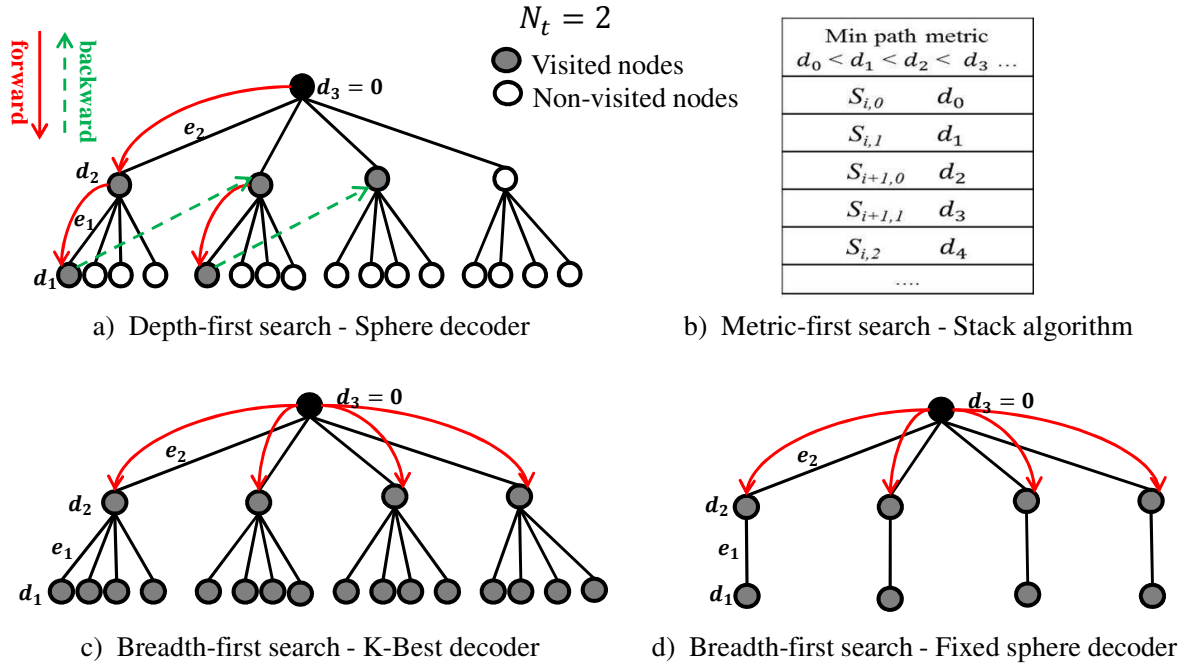 forward
backward
N_t = 2
Visited nodes
Non-visited nodes
d_3 = 0
e_2
d_2
e_1
d_1
a) Depth-first search - Sphere decoder
Min path metric
d_0 < d_1 < d_2 < d_3 ...
S_{i,0} d_0
S_{i,1} d_1
S_{i+1,0} d_2
S_{i+1,1} d_3
S_{i,2} d_4
....
b) Metric-first search - Stack algorithm
d_3 = 0
e_2
d_2
e_1
d_1
c) Breadth-first search - K-Best decoder
d_3 = 0
e_2
d_2
e_1
d_1
d) Breadth-first search - Fixed sphere decoder